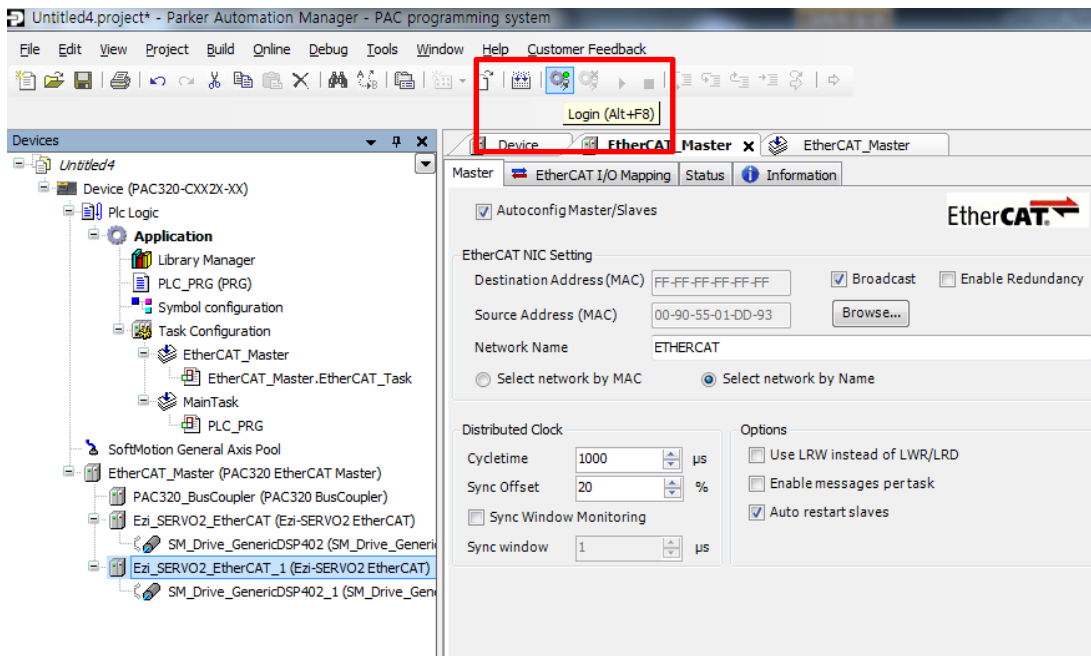 Untitled4.project* - Parker Automation Manager - PAC programming system
File Edit View Project Build Online Debug Tools Window Help Customer Feedback
Login (Alt+F8)
Devices
Device EtherCAT_Master EtherCAT_Master
Untitled4
Device (PAC320-CXX2X-XX)
Plc Logic
Application
Library Manager
PLC_PRG (PRG)
Symbol configuration
Task Configuration
EtherCAT_Master
EtherCAT_Master.EtherCAT_Task
MainTask
PLC_PRG
SoftMotion General Axis Pool
EtherCAT_Master (PAC320 EtherCAT Master)
PAC320_BusCoupler (PAC320 BusCoupler)
Ezi_SERVO2_EtherCAT (Ezi-SERVO2 EtherCAT)
SM_Drive_GenericDSP402 (SM_Drive_Generi
Ezi_SERVO2_EtherCAT_1 (Ezi-SERVO2 EtherCAT)
SM_Drive_GenericDSP402_1 (SM_Drive_Gen
Master EtherCAT I/O Mapping Status Information
Autoconfig Master/Slaves
EtherCAT
EtherCAT NIC Setting
Destination Address (MAC) FF-FF-FF-FF-FF-FF Broadcast Enable Redundancy
Source Address (MAC) 00-90-55-01-DD-93 Browse...
Network Name ETHERCAT
Select network by MAC Select network by Name
Distributed Clock Options
Cycletime 1000 µs Use LRW instead of LWR/LRD
Sync Offset 20 % Enable messages per task
Sync Window Monitoring Auto restart slaves
Sync window 1 µs